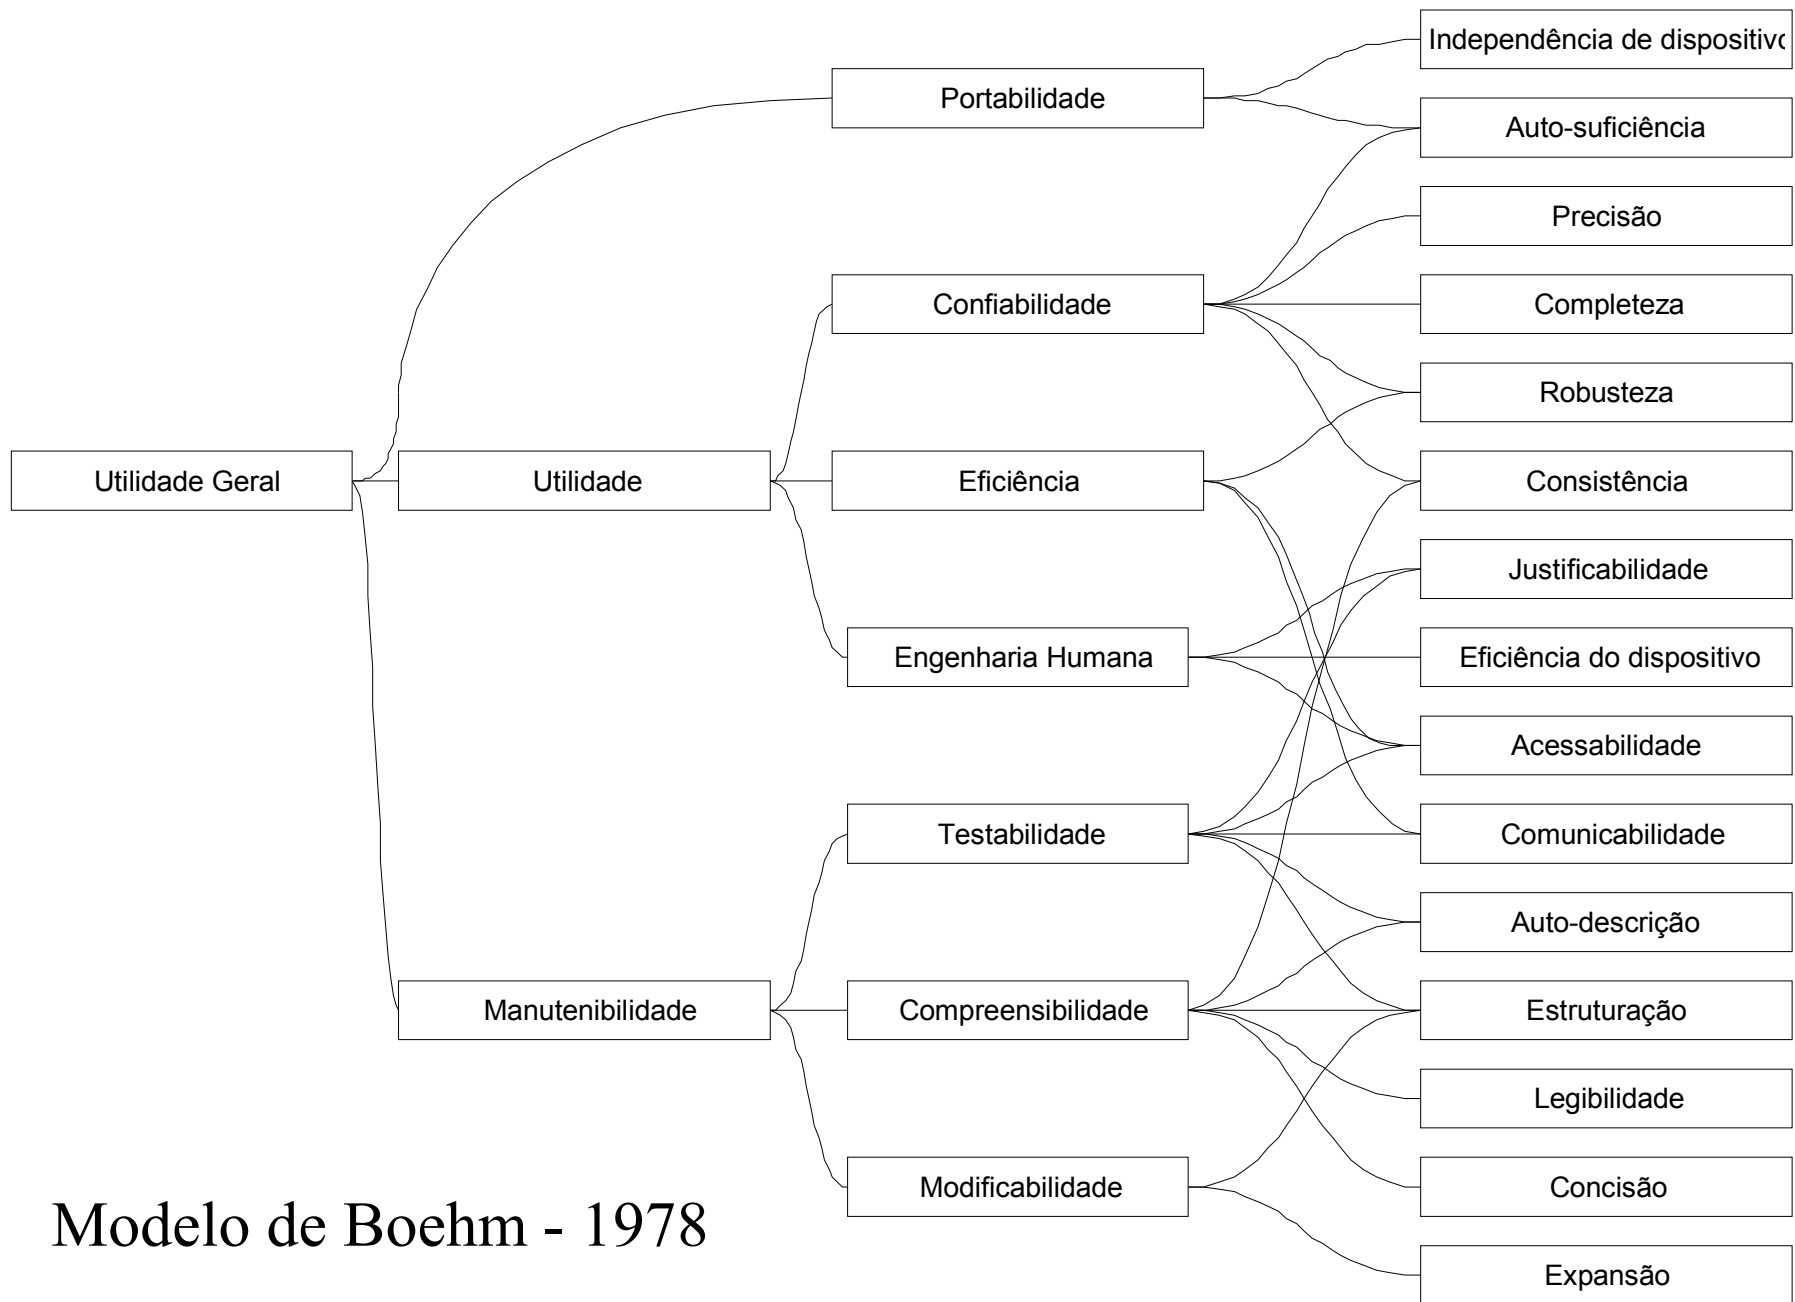 Independência de dispositivo
Portabilidade
Auto-suficiência
Precisão
Confiabilidade
Completeza
Robusteza
Utilidade Geral
Utilidade
Eficiência
Consistência
Justificabilidade
Engenharia Humana
Eficiência do dispositivo
Acessabilidade
Testabilidade
Comunicabilidade
Auto-descrição
Manutenibilidade
Compreensibilidade
Estruturação
Legibilidade
Modificabilidade
Concisão
Modelo de Boehm - 1978
Expansão